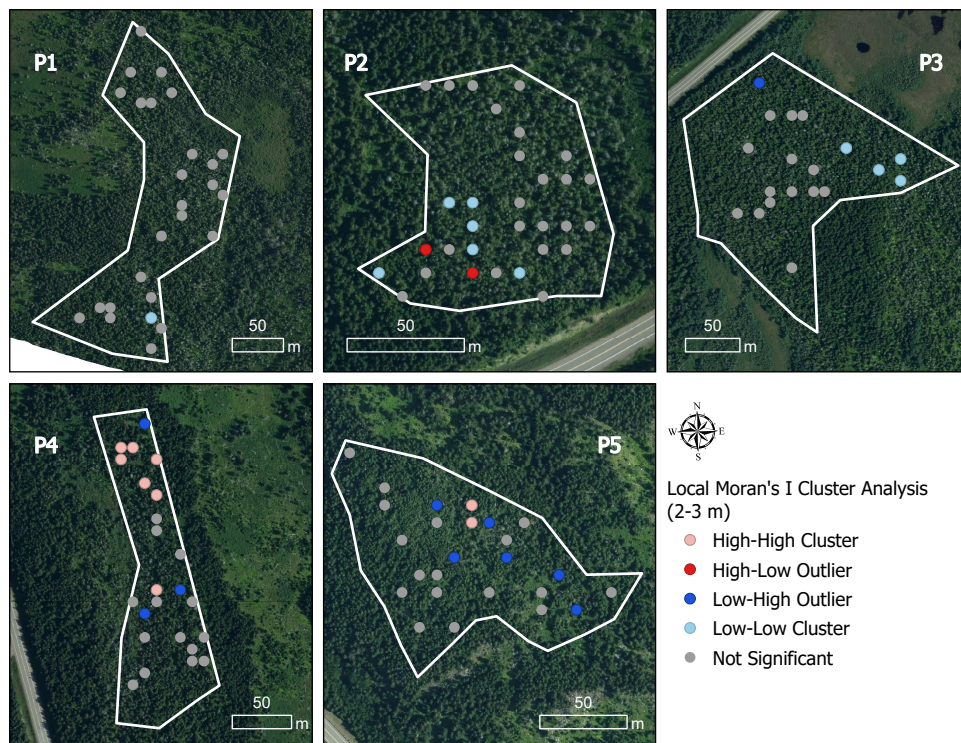 P1
P2
P3
50
m
50
m
50
m
P4
P5
50
m
50
m
N
W
E
S
Local Moran's I Cluster Analysis
(2-3 m)
High-High Cluster
High-Low Outlier
Low-High Outlier
Low-Low Cluster
Not Significant